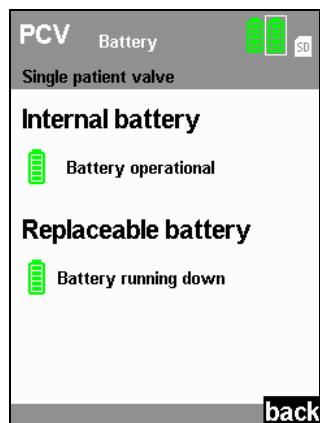 PCV Battery
SD
Single patient valve
Internal battery
Battery operational
Replaceable battery
Battery running down
back